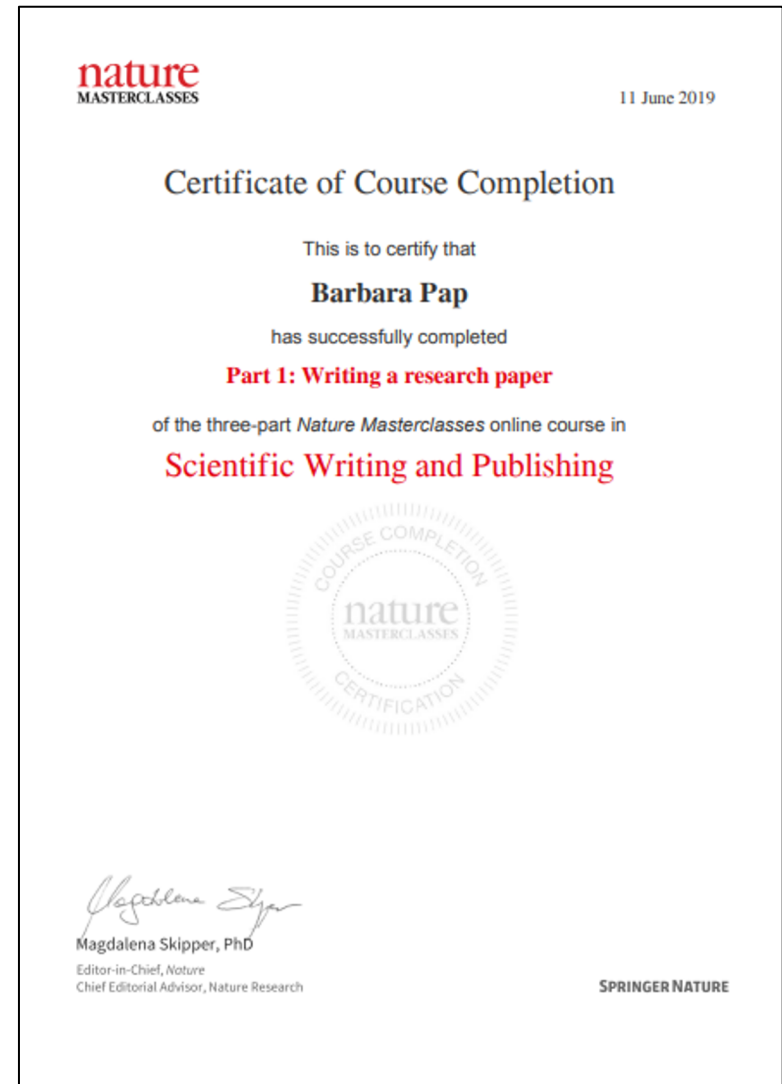 nature
MASTERCLASSES
11 June 2019
Certificate of Course Completion
This is to certify that
Barbara Pap
has successfully completed
Part 1: Writing a research paper
of the three-part Nature Masterclasses online course in
Scientific Writing and Publishing
COURSE COMPLETION
nature
MASTERCLASSES
CERTIFICATION
Magdalena Skipper
Magdalena Skipper, PhD
Editor-in-Chief, Nature
Chief Editorial Advisor, Nature Research
SPRINGER NATURE